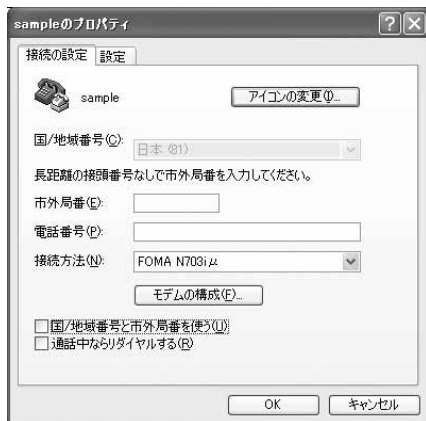 sampleのプロパティ
接続の設定 設定
sample
アイコンの変更(I)...
国/地域番号(C):
日本 (81)
長距離の接頭番号なしで市外局番を入力してください。
市外局番(E):
電話番号(P):
接続方法(N):
FOMA N703iμ
モデムの構成(F)...
国/地域番号と市外局番を使う(U)
通話中ならリダイヤルする(R)
OK キャンセル